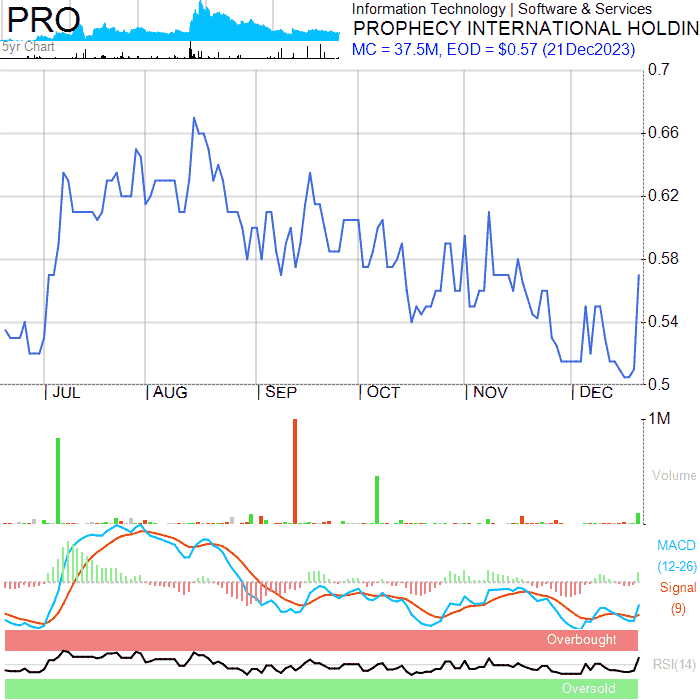 PRO
5yr Chart
Information Technology | Software & Services
PROPHECY INTERNATIONAL HOLDIN
MC = 37.5M, EOD = $0.57 (21Dec2023)
0.7
0.66
0.62
0.58
0.54
0.5
JUL AUG SEP OCT NOV DEC
1M
Volume
MACD
(12-26)
Signal
(9)
Overbought
RSI(14)
Oversold